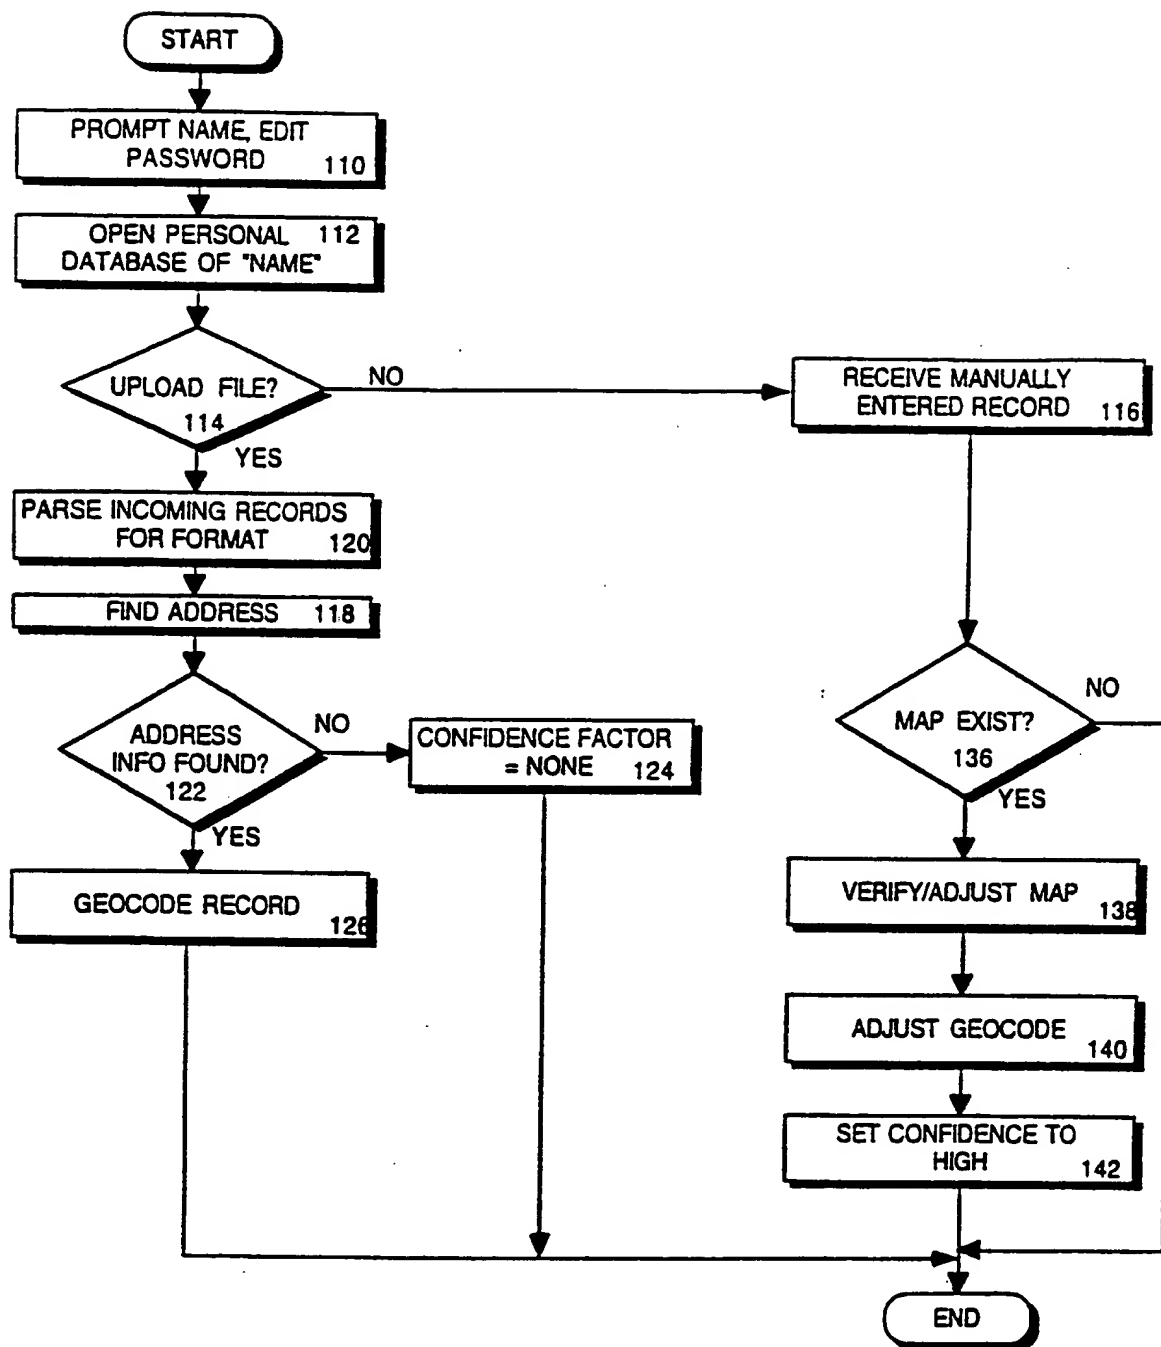 START
PROMPT NAME, EDIT
PASSWORD 110
OPEN PERSONAL 112
DATABASE OF "NAME"
UPLOAD FILE?
114
NO
YES
RECEIVE MANUALLY
ENTERED RECORD 116
PARSE INCOMING RECORDS
FOR FORMAT 120
FIND ADDRESS 118
ADDRESS
INFO FOUND?
122
NO
YES
CONFIDENCE FACTOR
= NONE 124
GEOCODE RECORD 126
MAP EXIST?
136
NO
YES
VERIFY/ADJUST MAP 138
ADJUST GEOCODE 140
SET CONFIDENCE TO
HIGH 142
END